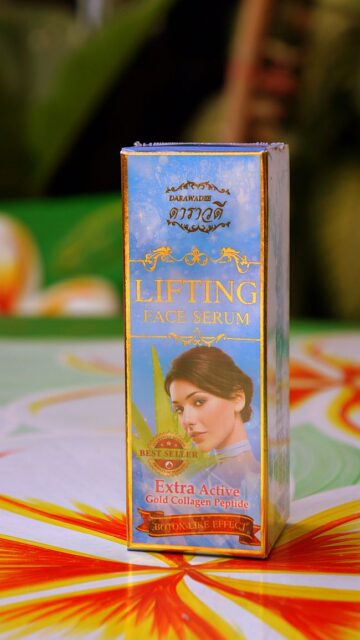 DARAWADEE
ดาราวดี
LIFTING
FACE SERUM
BEST SELLER
Extra Active
Gold Collagen Peptide
BOTOX-LIKE EFFECT